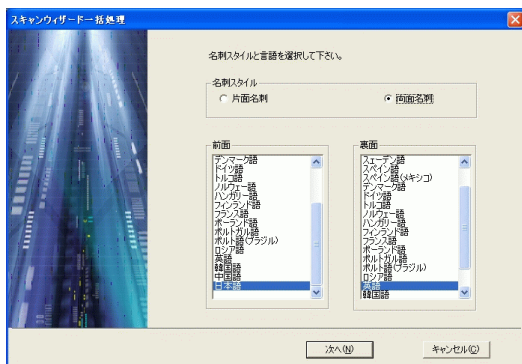 スキャンウィザード一括処理
名刺スタイルと言語を選択して下さい。
名刺スタイル
片面名刺
両面名刺
前面
デンマーク語
ドイツ語
トルコ語
ノルウェー語
ハンガリー語
フィンランド語
フランス語
ポーランド語
ポルトガル語
ポルト語(ブラジル)
ロシア語
英語
韓国語
中国語
日本語
裏面
スェーデン語
スペイン語
スペイン語(メキシコ)
デンマーク語
ドイツ語
トルコ語
ノルウェー語
ハンガリー語
フィンランド語
フランス語
ポーランド語
ポルトガル語
ポルト語(ブラジル)
ロシア語
英語
韓国語
次へ(N)
キャンセル(C)